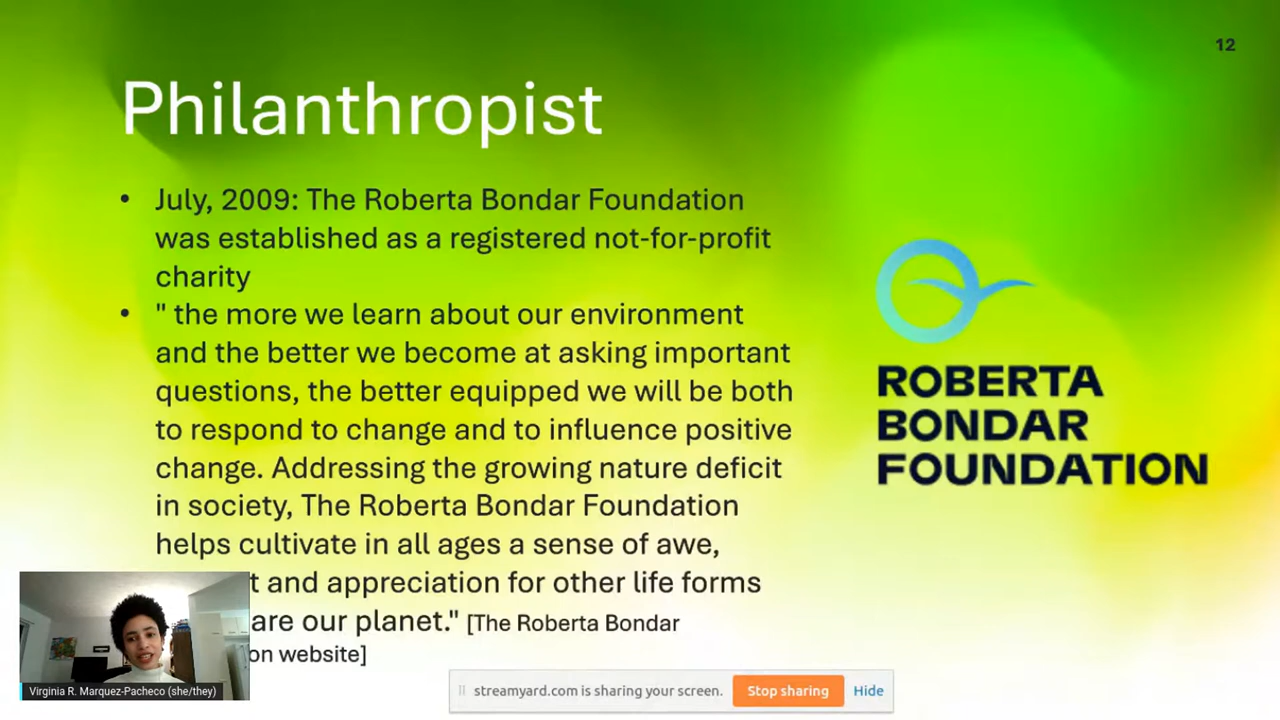 12
Philanthropist
• July, 2009: The Roberta Bondar Foundation
was established as a registered not-for-profit
charity
• " the more we learn about our environment
and the better we become at asking important
questions, the better equipped we will be both
to respond to change and to influence positive
change. Addressing the growing nature deficit
in society, The Roberta Bondar Foundation
helps cultivate in all ages a sense of awe,
t and appreciation for other life forms
are our planet." [The Roberta Bondar
on website]
ROBERTA
BONDAR
FOUNDATION
Virginia R. Marquez-Pacheco (she/they)
streamyard.com is sharing your screen. Stop sharing Hide